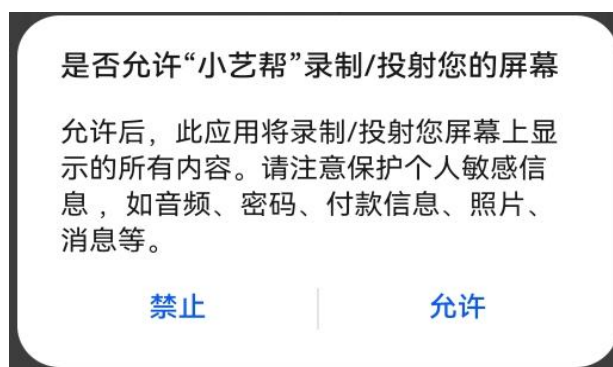 是否允许“小艺帮”录制/投射您的屏幕
允许后，此应用将录制/投射您屏幕上显
示的所有内容。请注意保护个人敏感信
息 ，如音频、密码、付款信息、照片、
消息等。
禁止
允许